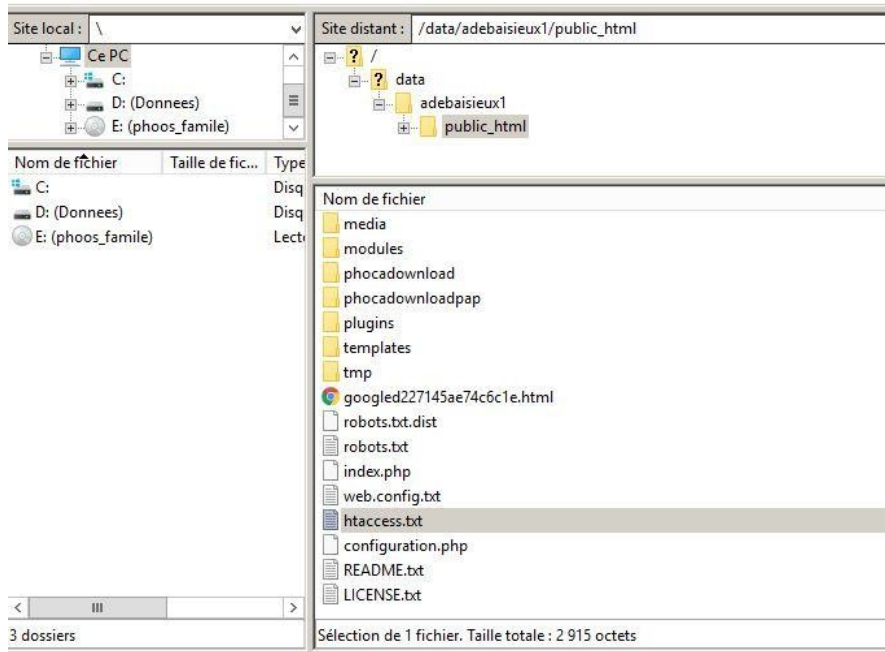 Site local : \
Ce PC
C:
D: (Donnees)
E: (phoos_famile)
Nom de fichier Taille de fic... Type
C: Disq
D: (Donnees) Disq
E: (phoos_famile) Lect
3 dossiers
Site distant : /data/adebaisieux1/public_html
? /
? data
adebaisieux1
public_html
Nom de fichier
media
modules
phocadownload
phocadownloadpap
plugins
templates
tmp
googled227145ae74c6c1e.html
robots.txt.dist
robots.txt
index.php
web.config.txt
htaccess.txt
configuration.php
README.txt
LICENSE.txt
Sélection de 1 fichier. Taille totale : 2 915 octets